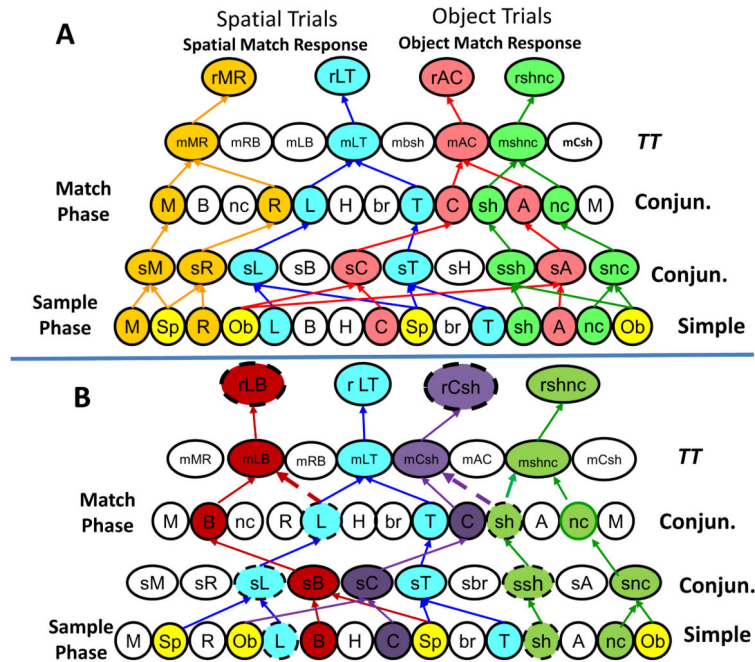 Spatial Trials Object Trials
A Spatial Match Response Object Match Response
rMR rLT rAC rshnc
mMR mRB mLB mLT mbsh mAC mshnc mCsh TT
Match Phase M B nc R L H br T C sh A nc M Conjun.
sM sR sL sB sC sT sH ssh sA snc Conjun.
Sample Phase M Sp R Ob L B H C Sp br T sh A nc Ob Simple
B rLB r LT rCsh rshnc
mMR mLB mRB mLT mCsh mAC mshnc mCsh TT
Match Phase M B nc R L H br T C sh A nc M Conjun.
sM sR sL sB sC sT sbr ssh sA snc Conjun.
Sample Phase M Sp R Ob L B H C Sp br T sh A nc Ob Simple